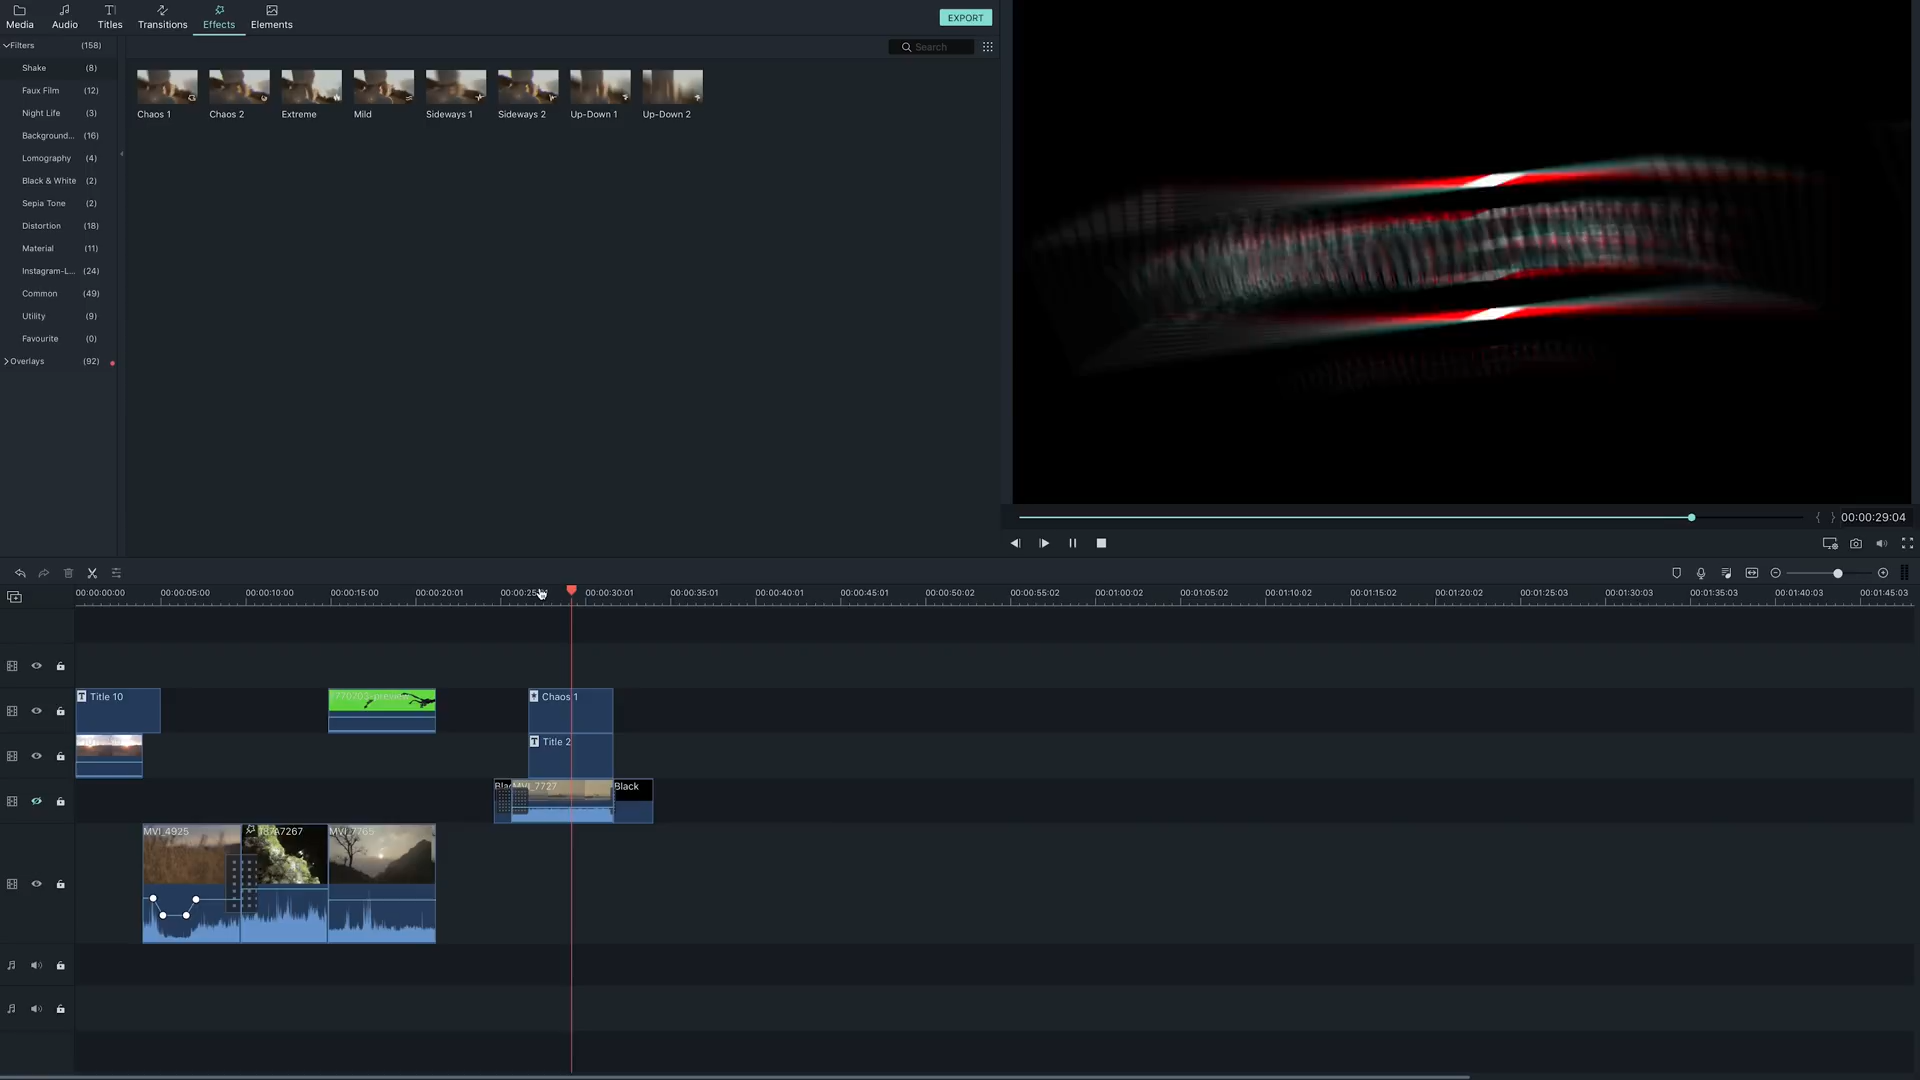 Media Audio Titles Transitions Effects Elements
EXPORT
Filters (158)
Search
Shake (8)
Faux Film (12)
Night Life (3)
Background... (16)
Lomography (4)
Black & White (2)
Sepia Tone (2)
Distortion (18)
Material (11)
Instagram-L... (24)
Common (49)
Utility (9)
Favourite (0)
Overlays (92)
Chaos 1 Chaos 2 Extreme Mild Sideways 1 Sideways 2 Up-Down 1 Up-Down 2
{ } 00:00:29:04
00:00:00:00 00:00:05:00 00:00:10:00 00:00:15:00 00:00:20:01 00:00:30:01 00:00:35:01 00:00:40:01 00:00:45:01 00:00:50:02 00:00:55:02 00:01:00:02 00:01:05:02 00:01:10:02 00:01:15:02 00:01:20:02 00:01:25:03 00:01:30:03 00:01:35:03 00:01:40:03 00:01:45:03
T Title 10
Chaos 1
T Title 2
MVI_7727 Black
MVI_4925 MVI_7765